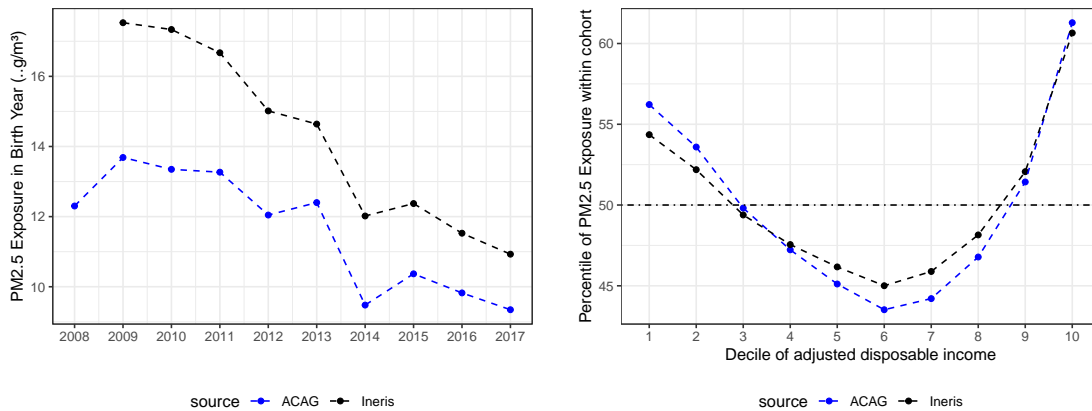 PM2.5 Exposure in Birth Year (..g/m³)
16
14
12
10
2008 2009 2010 2011 2012 2013 2014 2015 2016 2017
source ACAG Ineris
Percentile of PM2.5 Exposure within cohort
60
55
50
45
1 2 3 4 5 6 7 8 9 10
Decile of adjusted disposable income
source ACAG Ineris